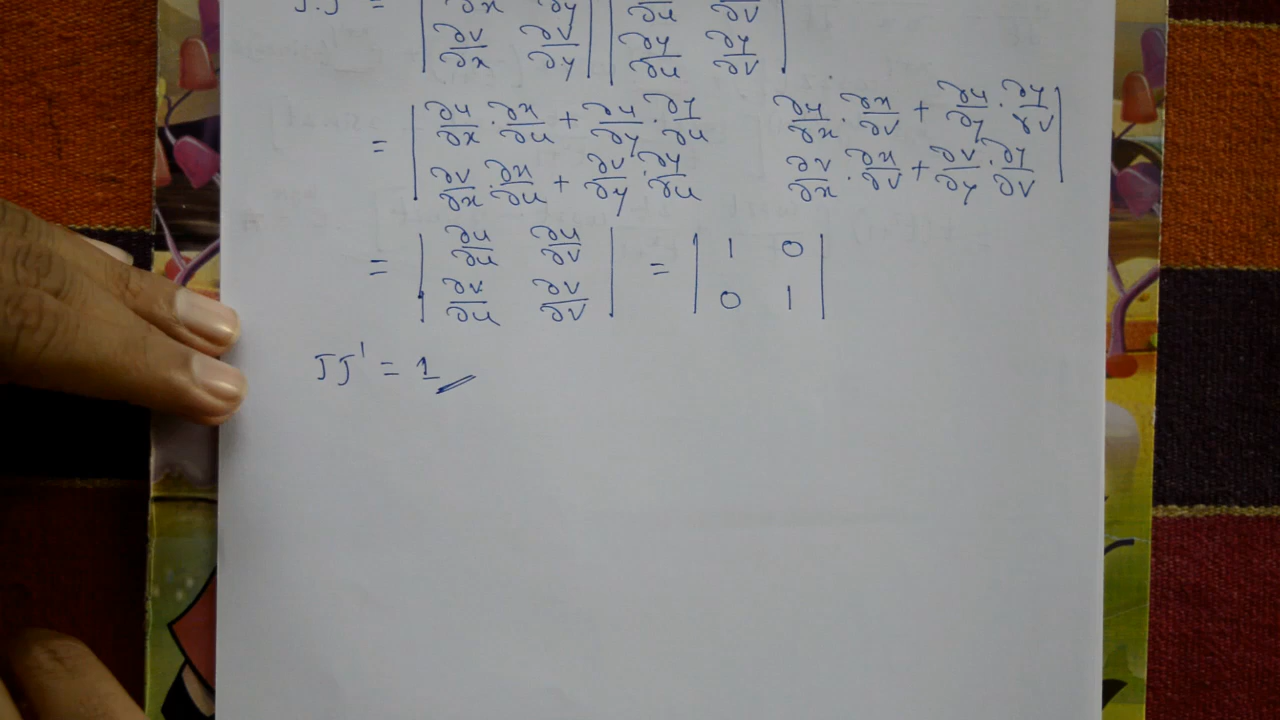 J.J' = | ∂u/∂x ∂u/∂y ; ∂v/∂x ∂v/∂y | | ∂x/∂u ∂x/∂v ; ∂y/∂u ∂y/∂v |
= | ∂u/∂x · ∂x/∂u + ∂u/∂y · ∂y/∂u ∂u/∂x · ∂x/∂v + ∂u/∂y · ∂y/∂v |
| ∂v/∂x · ∂x/∂u + ∂v/∂y · ∂y/∂u ∂v/∂x · ∂x/∂v + ∂v/∂y · ∂y/∂v |
= | ∂u/∂u ∂u/∂v ; ∂v/∂u ∂v/∂v | = | 1 0 ; 0 1 |
JJ' = 1